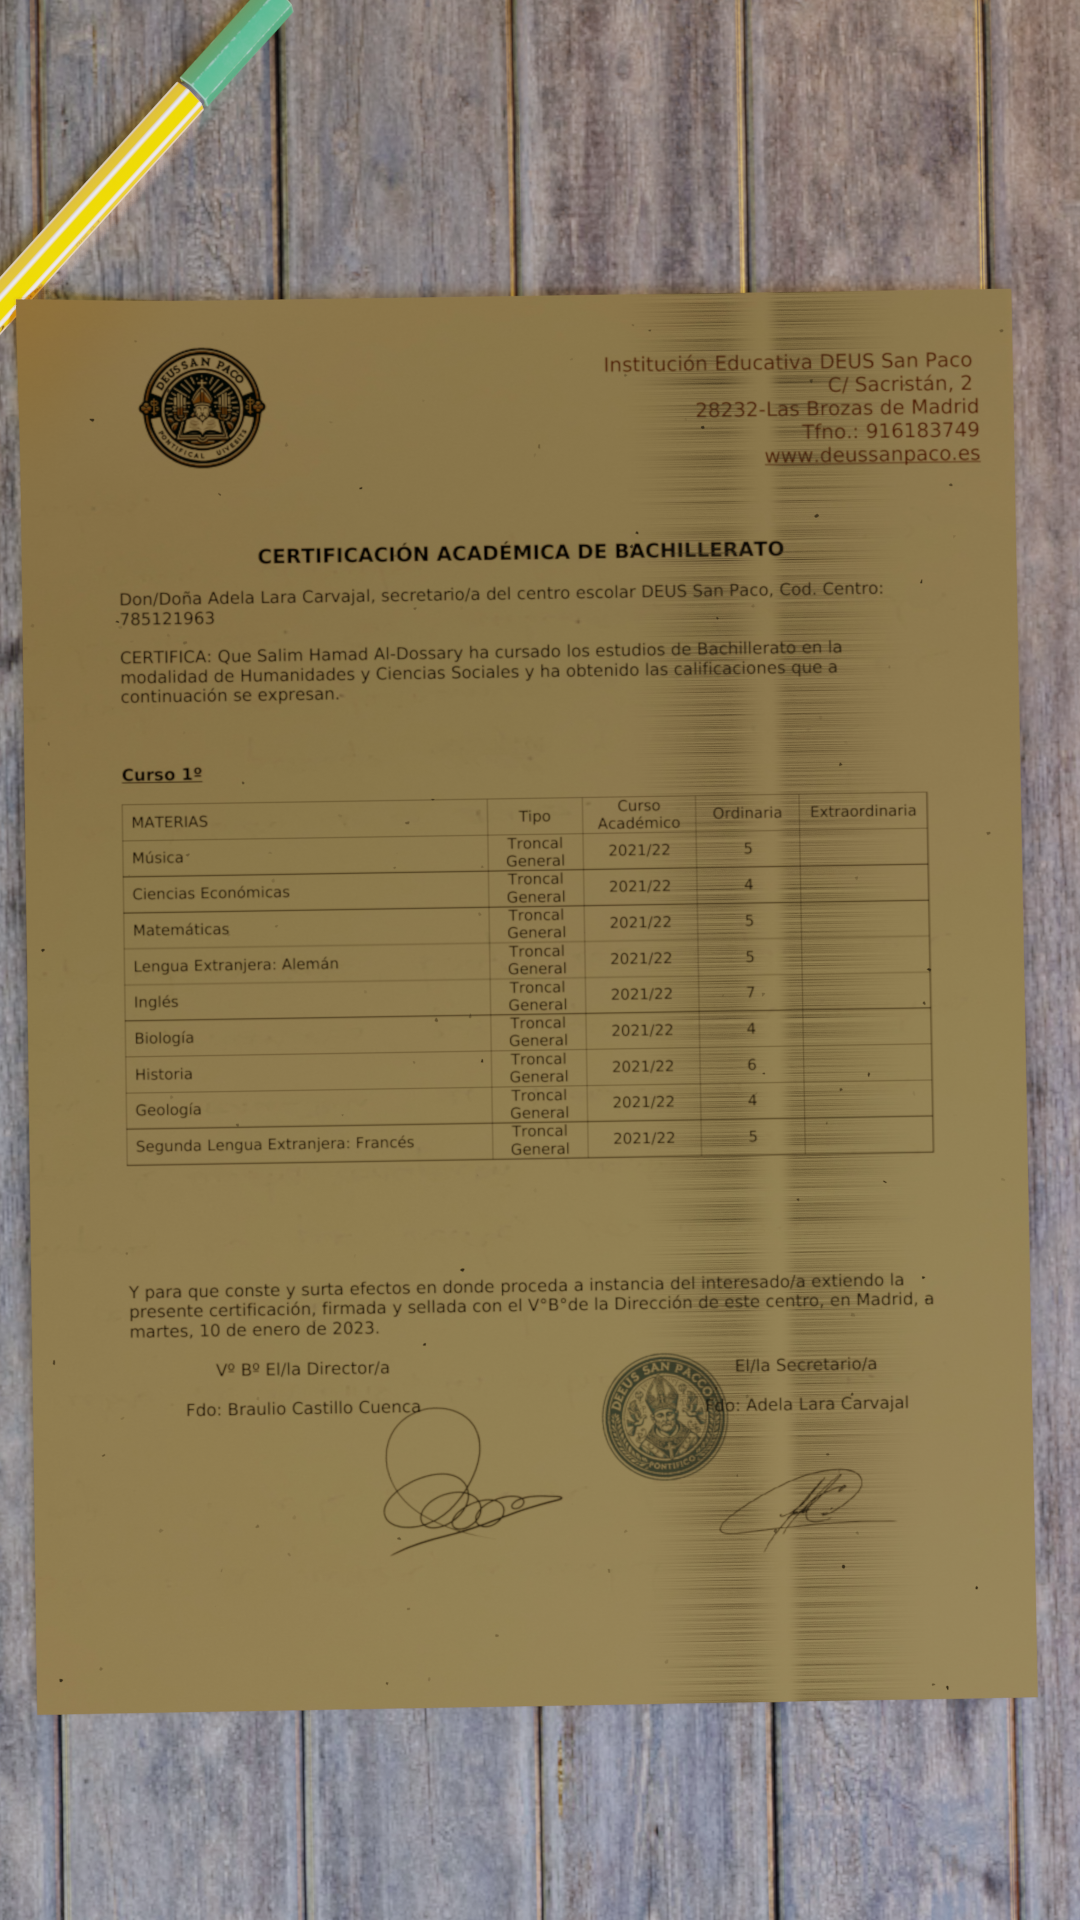 DEUS SAN PACO
PONTIFICAL
Institución Educativa DEUS San Paco
C/ Sacristán, 2
28232-Las Brozas de Madrid
Tfno.: 916183749
www.deussanpaco.es
CERTIFICACIÓN ACADÉMICA DE BACHILLERATO
Don/Doña Adela Lara Carvajal, secretario/a del centro escolar DEUS San Paco, Cod. Centro:
785121963
CERTIFICA: Que Salim Hamad Al-Dossary ha cursado los estudios de Bachillerato en la
modalidad de Humanidades y Ciencias Sociales y ha obtenido las calificaciones que a
continuación se expresan.
Curso 1º
MATERIAS Tipo Curso Académico Ordinaria Extraordinaria
Música Troncal General 2021/22 5
Ciencias Económicas Troncal General 2021/22 4
Matemáticas Troncal General 2021/22 5
Lengua Extranjera: Alemán Troncal General 2021/22 5
Inglés Troncal General 2021/22 7
Biología Troncal General 2021/22 4
Historia Troncal General 2021/22 6
Geología Troncal General 2021/22 4
Segunda Lengua Extranjera: Francés Troncal General 2021/22 5
Y para que conste y surta efectos en donde proceda a instancia del interesado/a extiendo la
presente certificación, firmada y sellada con el V°B°de la Dirección de este centro, en Madrid, a
martes, 10 de enero de 2023.
Vº Bº El/la Director/a
El/la Secretario/a
Fdo: Braulio Castillo Cuenca
Fdo: Adela Lara Carvajal
DEEUS SAN PACCO
PONTIFICO